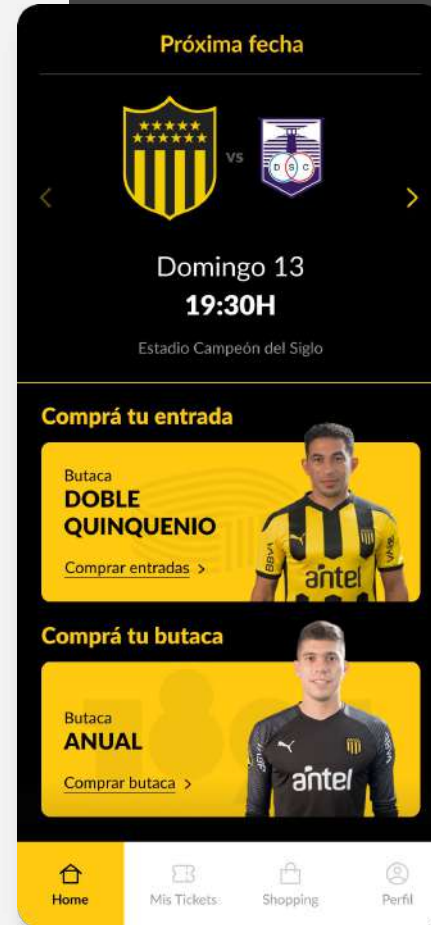 Próxima fecha
vs
D S C
Domingo 13
19:30H
Estadio Campeón del Siglo
Comprá tu entrada
Butaca
DOBLE
QUINQUENIO
Comprar entradas >
BBVA
antel
Comprá tu butaca
Butaca
ANUAL
Comprar butaca >
antel
Home
Mis Tickets
Shopping
Perfil